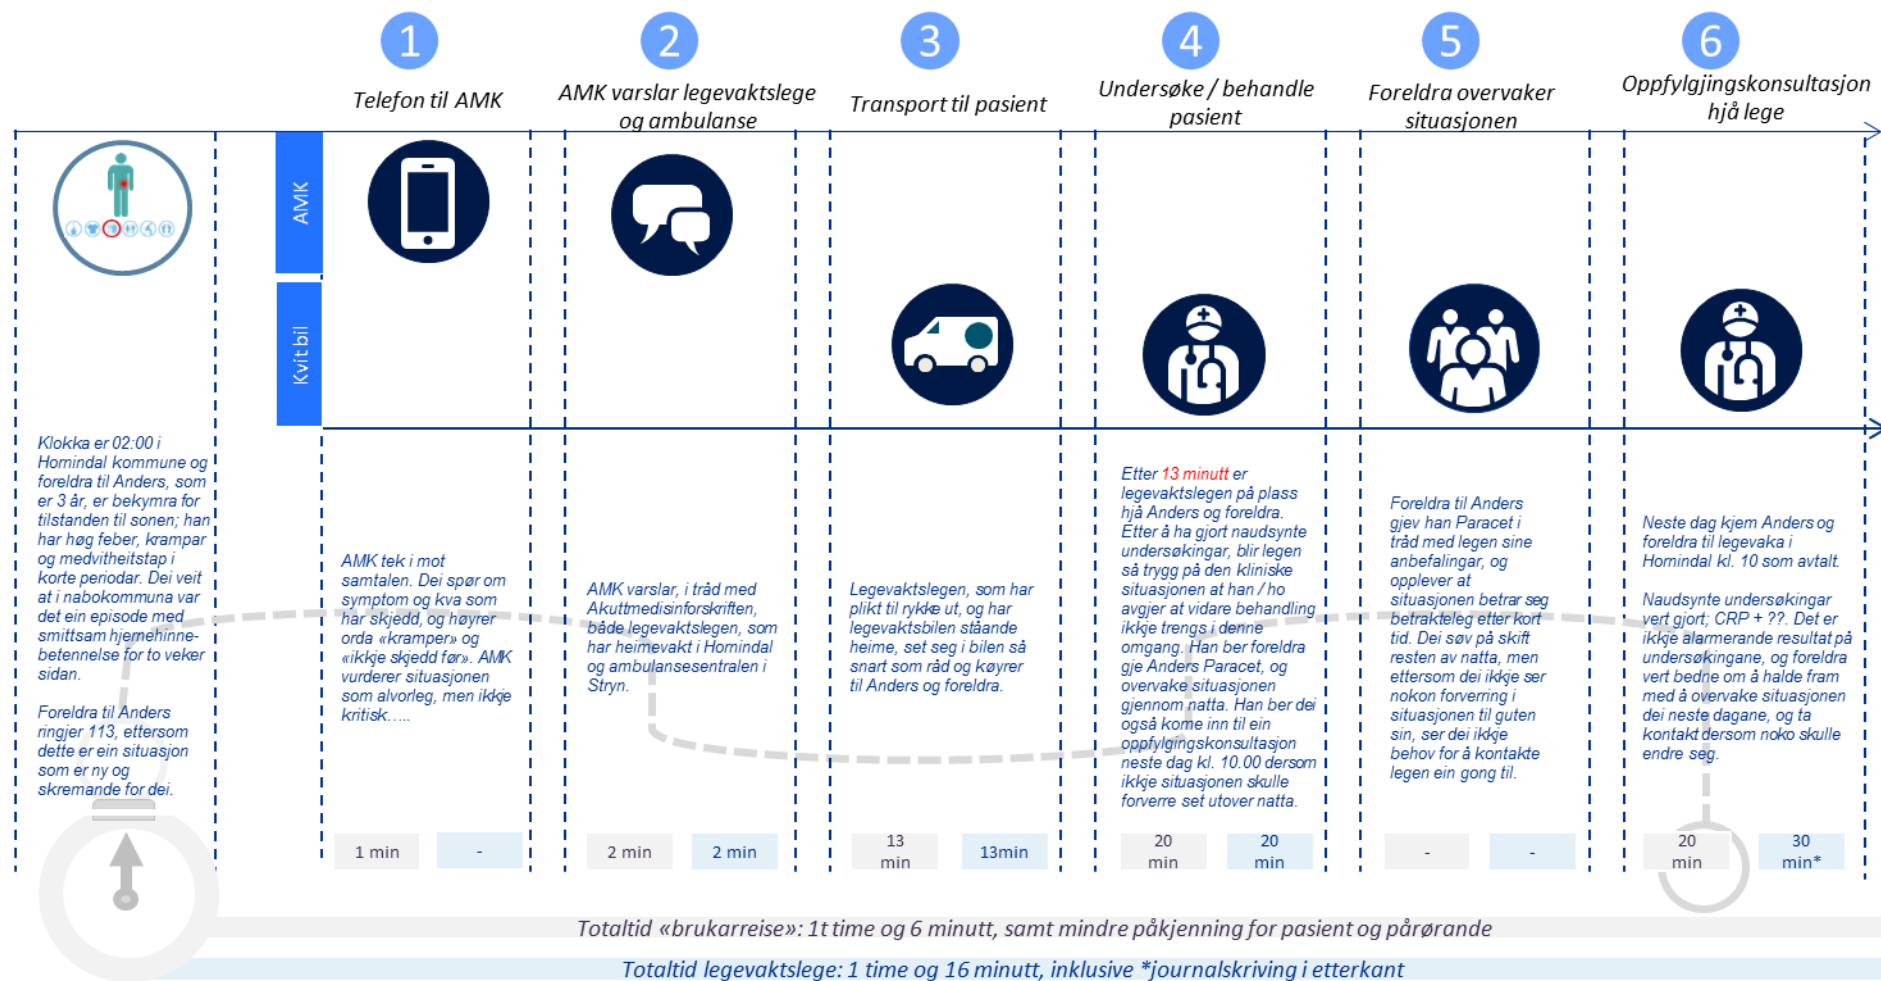 1
2
3
4
5
6
Telefon til AMK
AMK varslar legevaktslege
og ambulanse
Transport til pasient
Undersøke / behandle
pasient
Foreldra overvaker
situasjonen
Oppfylgjingskonsultasjon
hjå lege
AMK
Kvit bil
Klokka er 02:00 i
Hornindal kommune og
foreldra til Anders, som
er 3 år, er bekymra for
tilstanden til sonen; han
har høg feber, krampar
og medvitheitstap i
korte periodar. Dei veit
at i nabokommuna var
det ein episode med
smittsam hjernehinne-
betennelse for to veker
sidan.
Foreldra til Anders
ringjer 113, ettersom
dette er ein situasjon
som er ny og
skremande for dei.
AMK tek i mot
samtalen. Dei spør om
symptom og kva som
har skjedd, og høyrer
orda «kramper» og
«ikkje skjedd før». AMK
vurderer situasjonen
som alvorleg, men ikkje
kritisk…..
AMK varslar, i tråd med
Akuttmedisinforskriften,
både legevaktslegen, som
har heimevakt i Hornindal
og ambulansesentralen i
Stryn.
Legevaktslegen, som har
plikt til rykke ut, og har
legevaktsbilen ståande
heime, set seg i bilen så
snart som råd og køyrer
til Anders og foreldra.
Etter 13 minutt er
legevaktslegen på plass
hjå Anders og foreldra.
Etter å ha gjort naudsynte
undersøkingar, blir legen
så trygg på den kliniske
situasjonen at han / ho
avgjer at vidare behandling
ikkje trengs i denne
omgang. Han ber foreldra
gje Anders Paracet, og
overvake situasjonen
gjennom natta. Han ber dei
også kome inn til ein
oppfylgingskonsultasjon
neste dag kl. 10.00 dersom
ikkje situasjonen skulle
forverre set utover natta.
Foreldra til Anders
gjev han Paracet i
tråd med legen sine
anbefalingar, og
opplever at
situasjonen betrar seg
betrakteleg etter kort
tid. Dei søv på skift
resten av natta, men
ettersom dei ikkje ser
nokon forverring i
situasjonen til guten
sin, ser dei ikkje
behov for å kontakte
legen ein gong til.
Neste dag kjem Anders og
foreldra til legevaka i
Hornindal kl. 10 som avtalt.
Naudsynte undersøkingar
vert gjort; CRP + ??. Det er
ikkje alarmerande resultat på
undersøkingane, og foreldra
vert bedne om å halde fram
med å overvake situasjonen
dei neste dagane, og ta
kontakt dersom noko skulle
endre seg.
1 min
-
2 min
2 min
13
min
13min
20
min
20
min
-
-
20
min
30
min*
Totaltid «brukarreise»: 1t time og 6 minutt, samt mindre påkjenning for pasient og pårørande
Totaltid legevaktslege: 1 time og 16 minutt, inklusive *journalskriving i etterkant